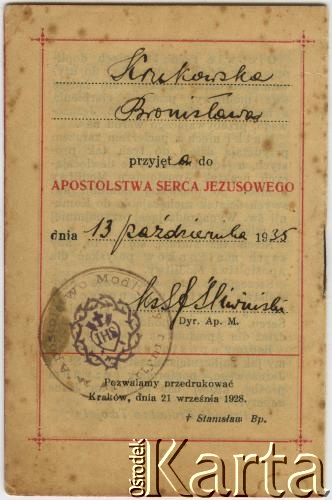 Krukowska
Bronisława
przyjęta do
APOSTOLSTWA SERCA JEZUSOWEGO
dnia 13 października 1935
Dyr. Ap. M.
IHS
Pozwalamy przedrukować
Kraków, dnia 21 września 1928.
† Stanisław Bp.
Ośrodek
Karta